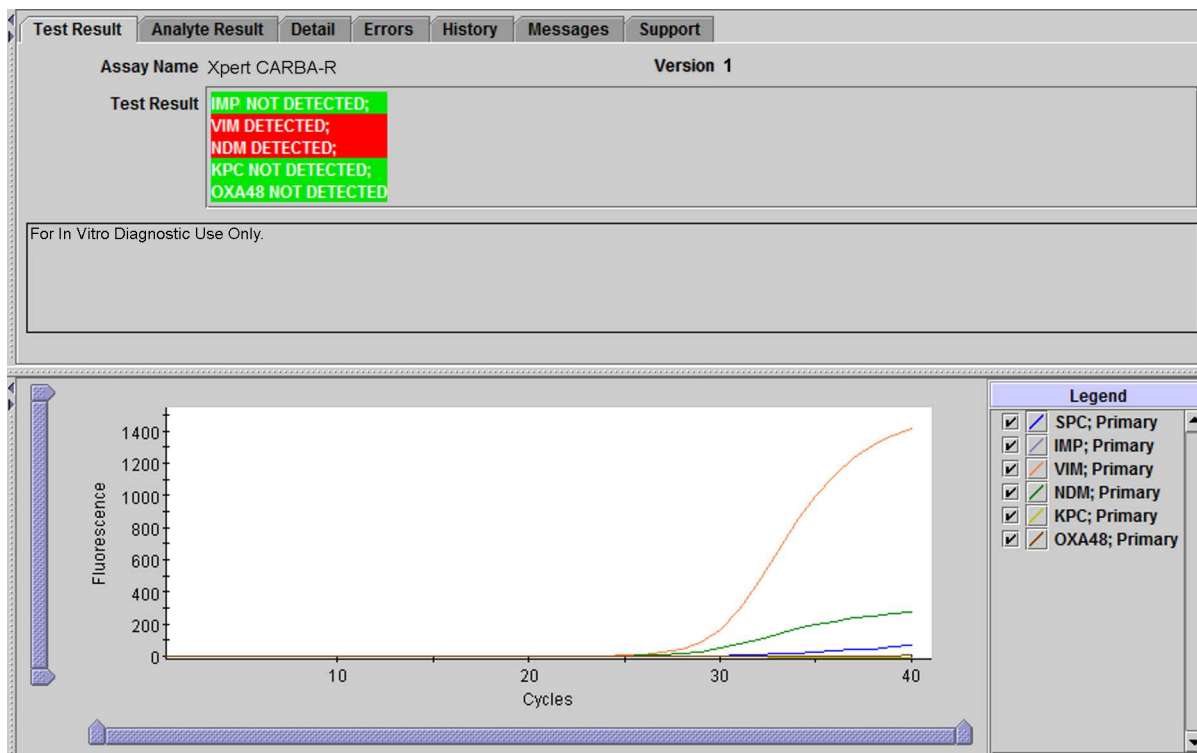 Test Result Analyte Result Detail Errors History Messages Support
Assay Name Xpert CARBA-R Version 1
Test Result IMP NOT DETECTED;
VIM DETECTED;
NDM DETECTED;
KPC NOT DETECTED;
OXA48 NOT DETECTED
For In Vitro Diagnostic Use Only.
Legend
SPC; Primary
IMP; Primary
VIM; Primary
NDM; Primary
KPC; Primary
OXA48; Primary
Fluorescence
1400
1200
1000
800
600
400
200
0
10 20 30 40
Cycles